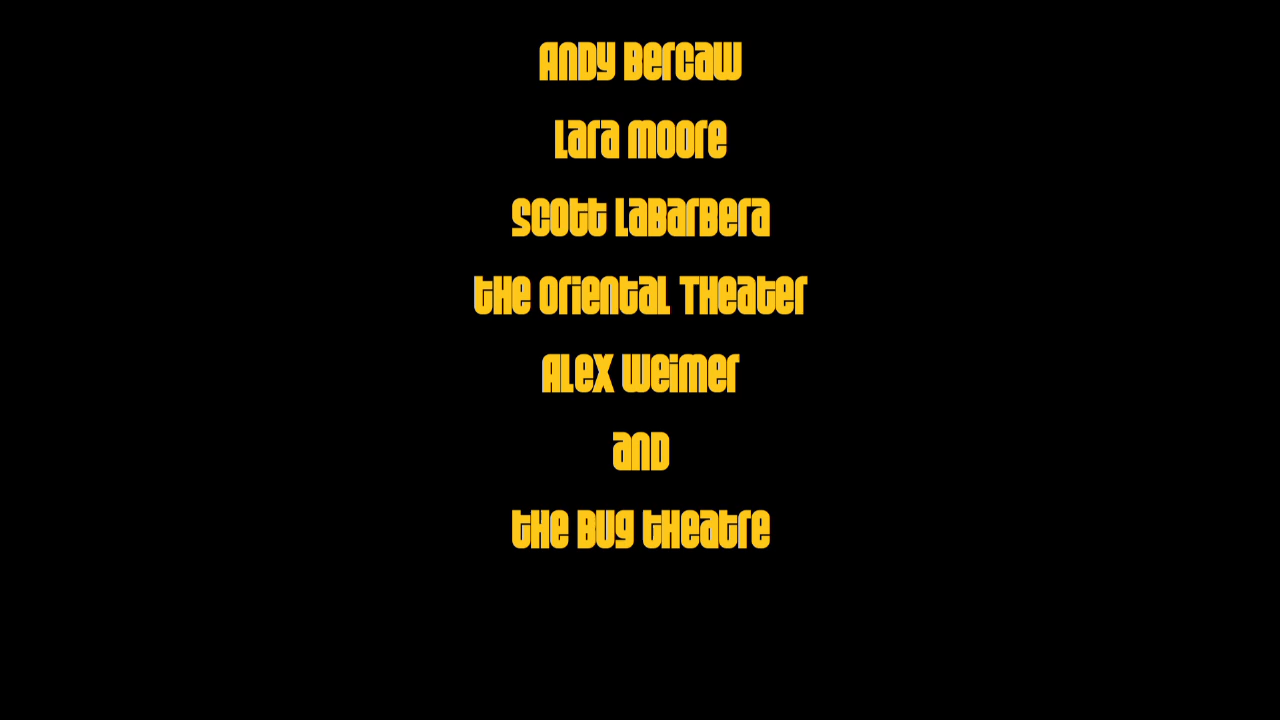 Andy Bercaw
Lara Moore
Scott LaBarbera
the Oriental Theater
Alex Weimer
and
the Bug theatre